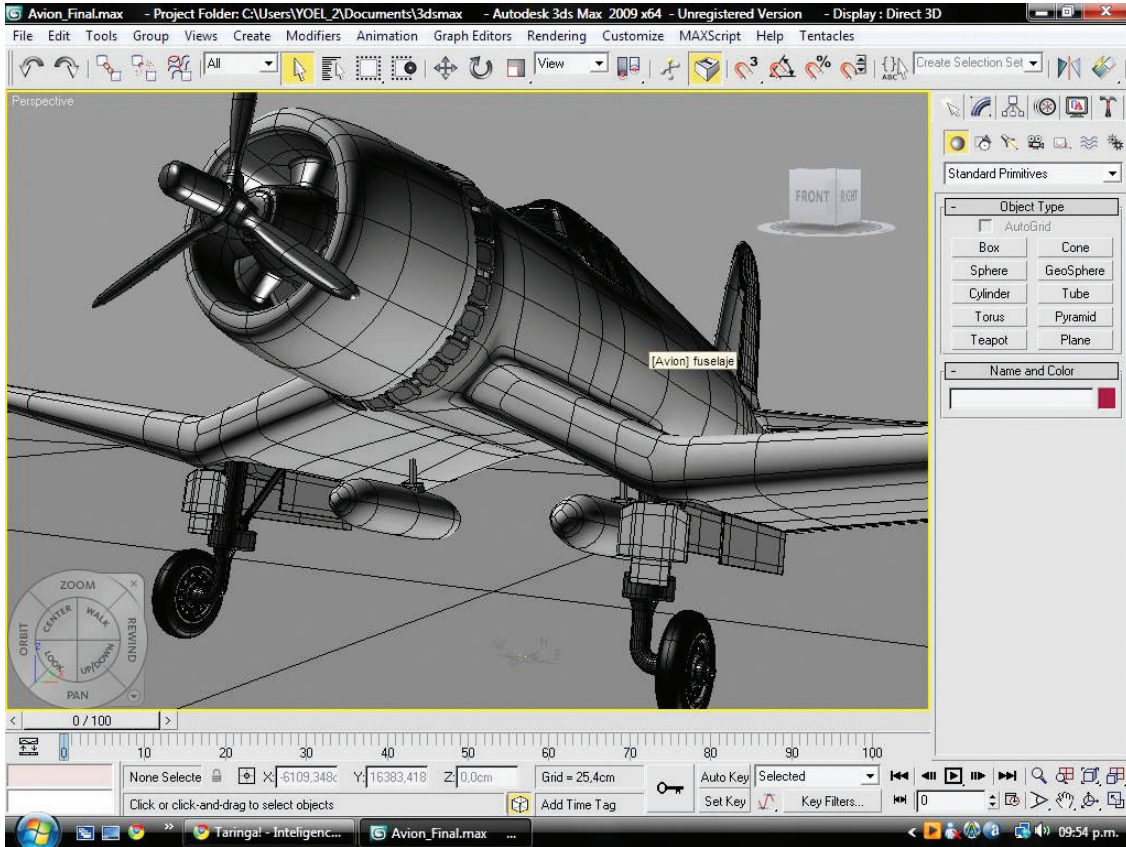 Avion_Final.max - Project Folder: C:\Users\YOEL_2\Documents\3dsmax - Autodesk 3ds Max 2009 x64 - Unregistered Version - Display : Direct 3D
File Edit Tools Group Views Create Modifiers Animation Graph Editors Rendering Customize MAXScript Help Tentacles
All View 3 % ABC Create Selection Set
Perspective
FRONT RIGHT
Standard Primitives
- Object Type
AutoGrid
Box Cone
Sphere GeoSphere
Cylinder Tube
Torus Pyramid
Teapot Plane
- Name and Color
[Avion] fuselaje
ZOOM
CENTER WALK
ORBIT REWIND
LOOK UP/DOWN
PAN
W N E
< 0 / 100 >
0 10 20 30 40 50 60 70 80 90 100
None Selecte X: -6109,348c Y: 16383,418 Z: 0,0cm Grid = 25,4cm Auto Key Selected
Click or click-and-drag to select objects Add Time Tag Set Key Key Filters... 0
Taringa! - Inteligenc... Avion_Final.max ... 09:54 p.m.